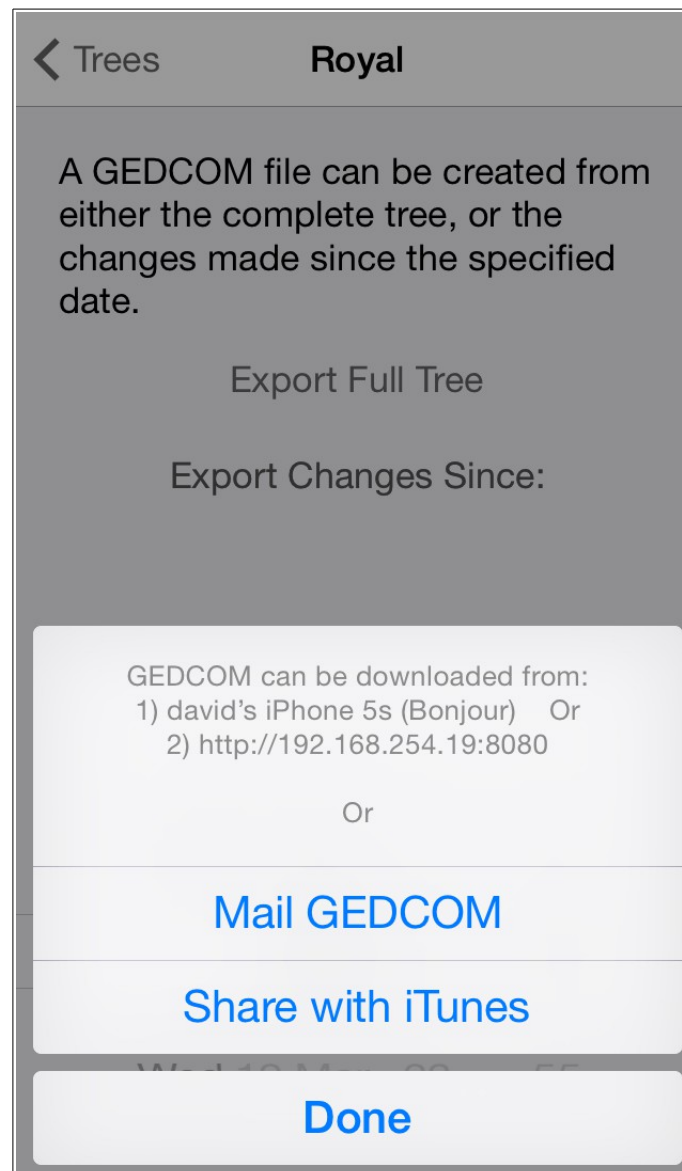 Trees
Royal
A GEDCOM file can be created from
either the complete tree, or the
changes made since the specified
date.
Export Full Tree
Export Changes Since:
GEDCOM can be downloaded from:
1) david’s iPhone 5s (Bonjour) Or
2) http://192.168.254.19:8080
Or
Mail GEDCOM
Share with iTunes
Done